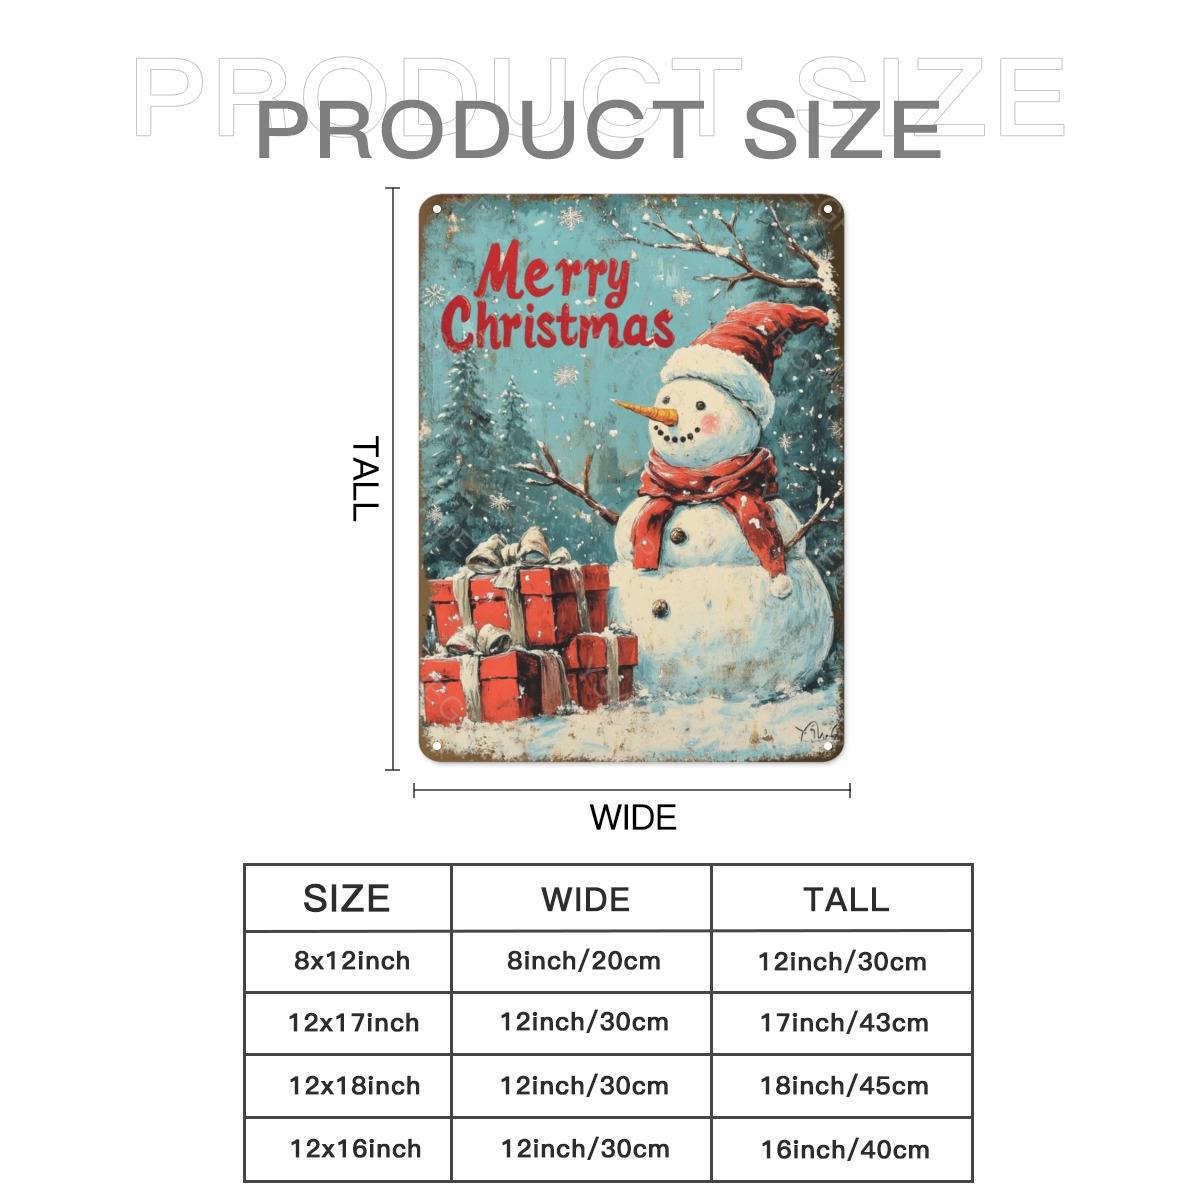 PRODUCT SIZE
PRODUCT SIZE
Merry
Christmas
TALL
WIDE
SIZE WIDE TALL
8x12inch 8inch/20cm 12inch/30cm
12x17inch 12inch/30cm 17inch/43cm
12x18inch 12inch/30cm 18inch/45cm
12x16inch 12inch/30cm 16inch/40cm